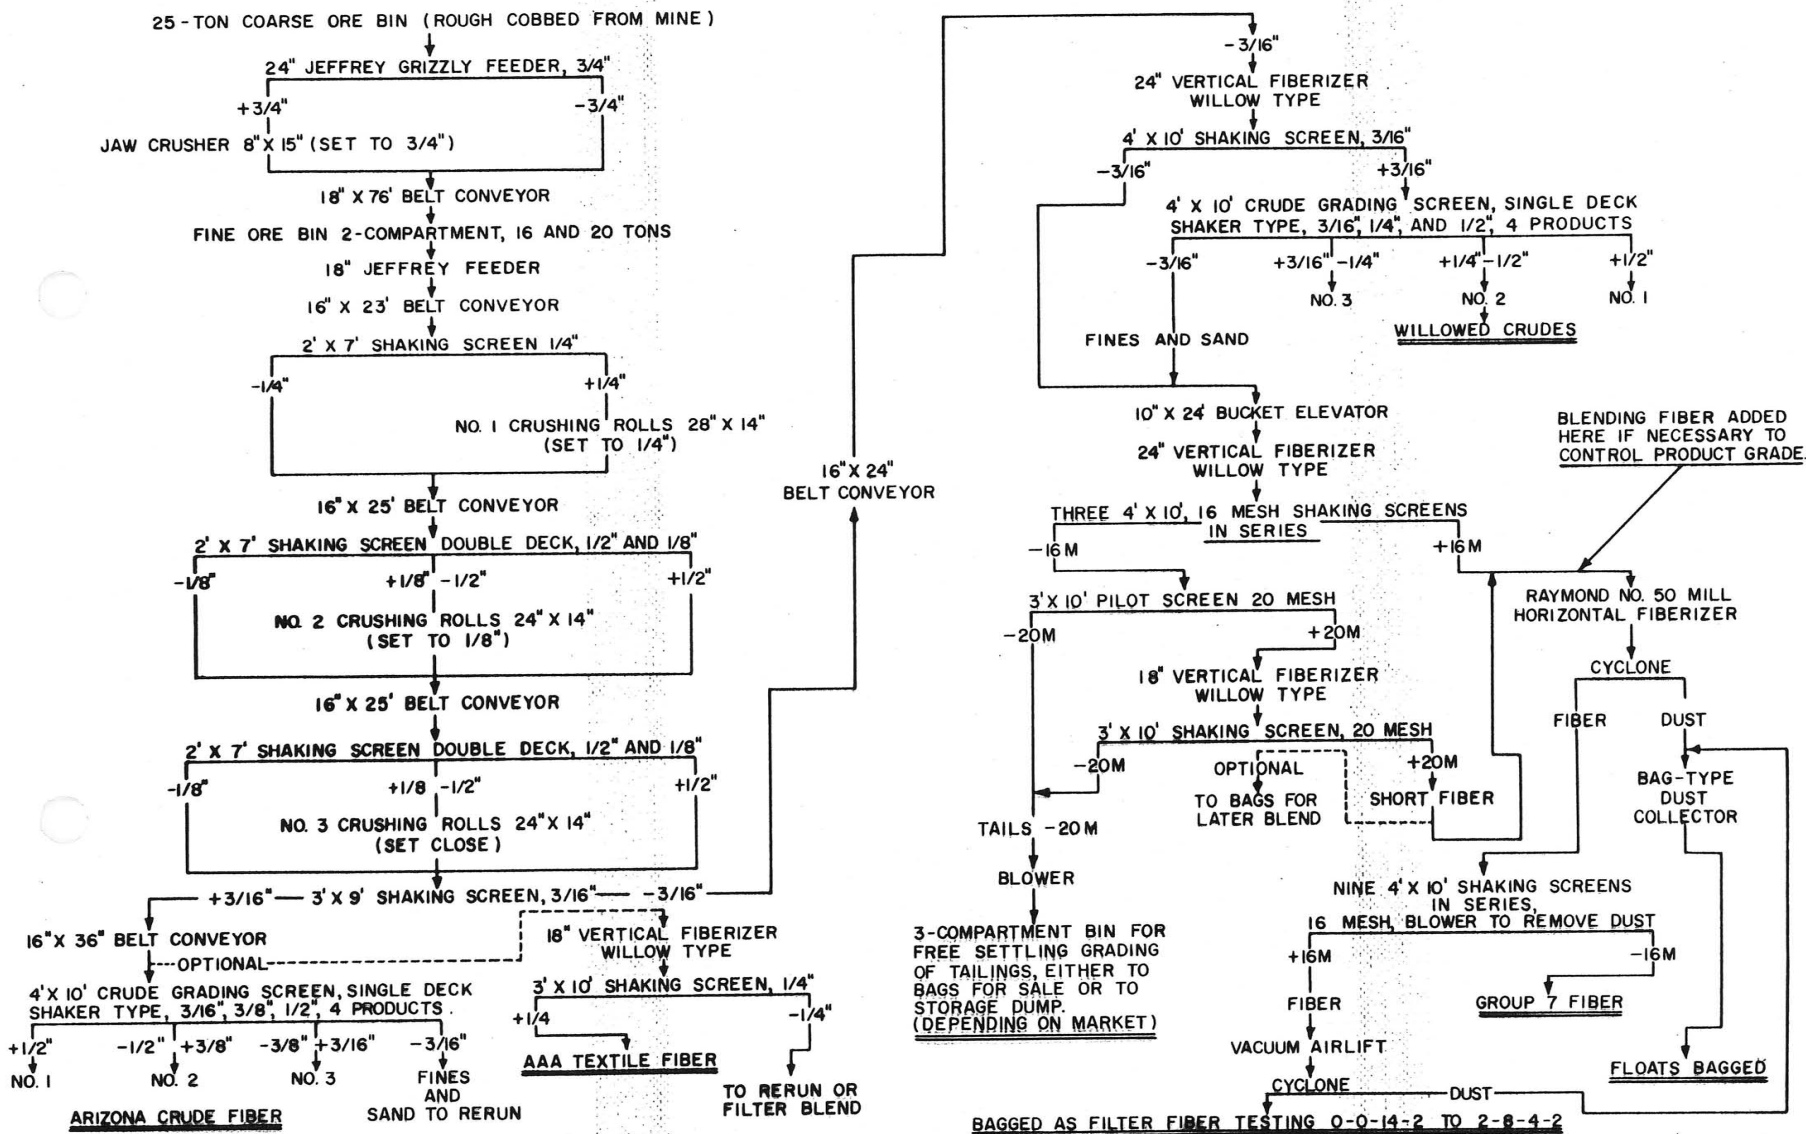 25-TON COARSE ORE BIN (ROUGH COBBED FROM MINE)
24" JEFFREY GRIZZLY FEEDER, 3/4"
+3/4"
-3/4"
JAW CRUSHER 8" X 15" (SET TO 3/4")
18" X 76' BELT CONVEYOR
FINE ORE BIN 2-COMPARTMENT, 16 AND 20 TONS
18" JEFFREY FEEDER
16" X 23' BELT CONVEYOR
2' X 7' SHAKING SCREEN 1/4"
-1/4"
+1/4"
NO. 1 CRUSHING ROLLS 28" X 14"
(SET TO 1/4")
16" X 25' BELT CONVEYOR
2' X 7' SHAKING SCREEN DOUBLE DECK, 1/2" AND 1/8"
-1/8"
+1/8" -1/2"
+1/2"
NO. 2 CRUSHING ROLLS 24" X 14"
(SET TO 1/8")
16" X 25' BELT CONVEYOR
2' X 7' SHAKING SCREEN DOUBLE DECK, 1/2" AND 1/8"
-1/8"
+1/8 -1/2"
+1/2"
NO. 3 CRUSHING ROLLS 24" X 14"
(SET CLOSE)
+3/16" 3' X 9' SHAKING SCREEN, 3/16" -3/16"
16" X 36" BELT CONVEYOR
OPTIONAL
4' X 10' CRUDE GRADING SCREEN, SINGLE DECK
SHAKER TYPE, 3/16", 3/8", 1/2", 4 PRODUCTS.
+1/2"
-1/2" +3/8"
-3/8" +3/16"
-3/16"
NO. 1
NO. 2
NO. 3
FINES
AND
SAND TO RERUN
ARIZONA CRUDE FIBER
18" VERTICAL FIBERIZER
WILLOW TYPE
3' X 10' SHAKING SCREEN, 1/4"
+1/4
-1/4"
AAA TEXTILE FIBER
TO RERUN OR
FILTER BLEND
16" X 24"
BELT CONVEYOR
-3/16"
24" VERTICAL FIBERIZER
WILLOW TYPE
4' X 10' SHAKING SCREEN, 3/16"
-3/16"
+3/16"
4' X 10' CRUDE GRADING SCREEN, SINGLE DECK
SHAKER TYPE, 3/16", 1/4", AND 1/2", 4 PRODUCTS
-3/16"
+3/16" -1/4"
+1/4" -1/2"
+1/2"
NO. 3
NO. 2
NO. 1
WILLOWED CRUDES
FINES AND SAND
10" X 24' BUCKET ELEVATOR
24" VERTICAL FIBERIZER
WILLOW TYPE
BLENDING FIBER ADDED
HERE IF NECESSARY TO
CONTROL PRODUCT GRADE.
THREE 4' X 10', 16 MESH SHAKING SCREENS
IN SERIES
-16 M
+16 M
3' X 10' PILOT SCREEN 20 MESH
-20M
+20M
18" VERTICAL FIBERIZER
WILLOW TYPE
3' X 10' SHAKING SCREEN, 20 MESH
-20M
OPTIONAL
+20M
TO BAGS FOR
LATER BLEND
SHORT FIBER
TAILS -20 M
BLOWER
3-COMPARTMENT BIN FOR
FREE SETTLING GRADING
OF TAILINGS, EITHER TO
BAGS FOR SALE OR TO
STORAGE DUMP.
(DEPENDING ON MARKET)
RAYMOND NO. 50 MILL
HORIZONTAL FIBERIZER
CYCLONE
FIBER
DUST
BAG-TYPE
DUST
COLLECTOR
NINE 4' X 10' SHAKING SCREENS
IN SERIES,
16 MESH, BLOWER TO REMOVE DUST
+16M
-16M
FIBER
GROUP 7 FIBER
VACUUM AIRLIFT
FLOATS BAGGED
CYCLONE
DUST
BAGGED AS FILTER FIBER TESTING 0-0-14-2 TO 2-8-4-2